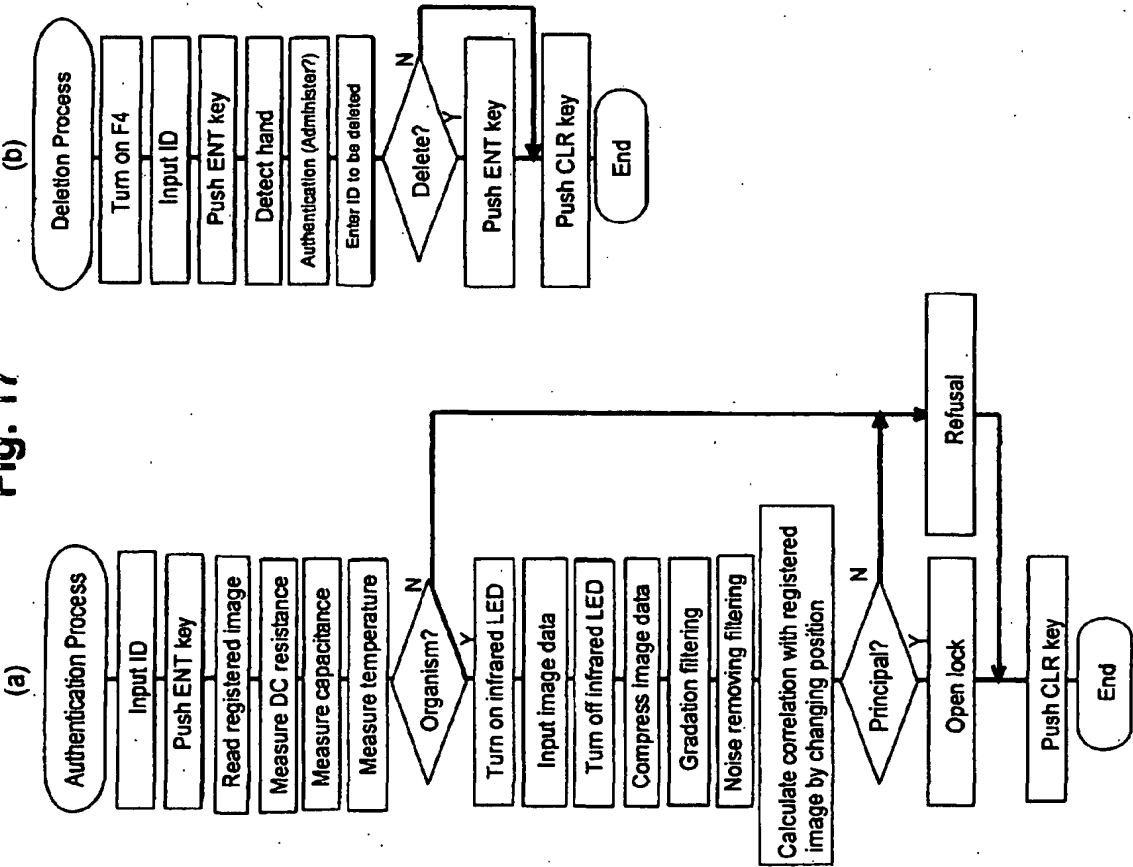 Fig. 17
(a)
Authentication Process
Input ID
Push ENT key
Read registered image
Measure DC resistance
Measure capacitance
Measure temperature
Organism?
N
Y
Turn on infrared LED
Input image data
Turn off infrared LED
Compress image data
Gradation filtering
Noise removing filtering
Calculate correlation with registered
image by changing position
Principal?
N
Y
Open lock
Refusal
Push CLR key
End
(b)
Deletion Process
Turn on F4
Input ID
Push ENT key
Detect hand
Authentication (Administer?)
Enter ID to be deleted
Delete?
N
Y
Push ENT key
Push CLR key
End